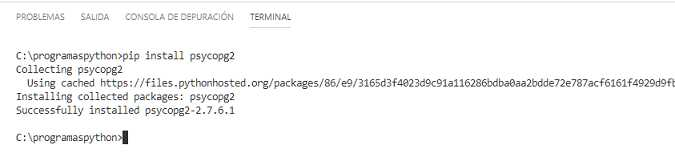 PROBLEMAS SALIDA CONSOLA DE DEPURACIÓN TERMINAL
C:\programaspython>pip install psycopg2
Collecting psycopg2
Using cached https://files.pythonhosted.org/packages/86/e9/3165d3f4023d9c91a116286bdba0aa2bdde72e787acf6161f4929d9fb
Installing collected packages: psycopg2
Successfully installed psycopg2-2.7.6.1
C:\programaspython>